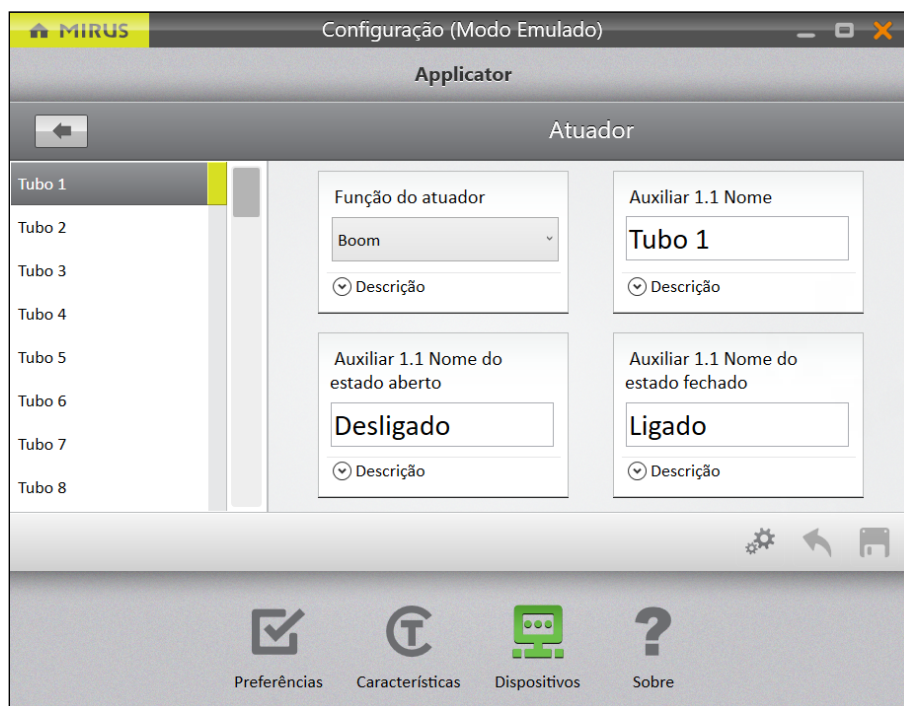 MIRUS
Configuração (Modo Emulado)
Applicator
Atuador
Tubo 1
Tubo 2
Tubo 3
Tubo 4
Tubo 5
Tubo 6
Tubo 7
Tubo 8
Função do atuador
Boom
Descrição
Auxiliar 1.1 Nome
Tubo 1
Descrição
Auxiliar 1.1 Nome do
estado aberto
Desligado
Descrição
Auxiliar 1.1 Nome do
estado fechado
Ligado
Descrição
Preferências
Características
Dispositivos
Sobre